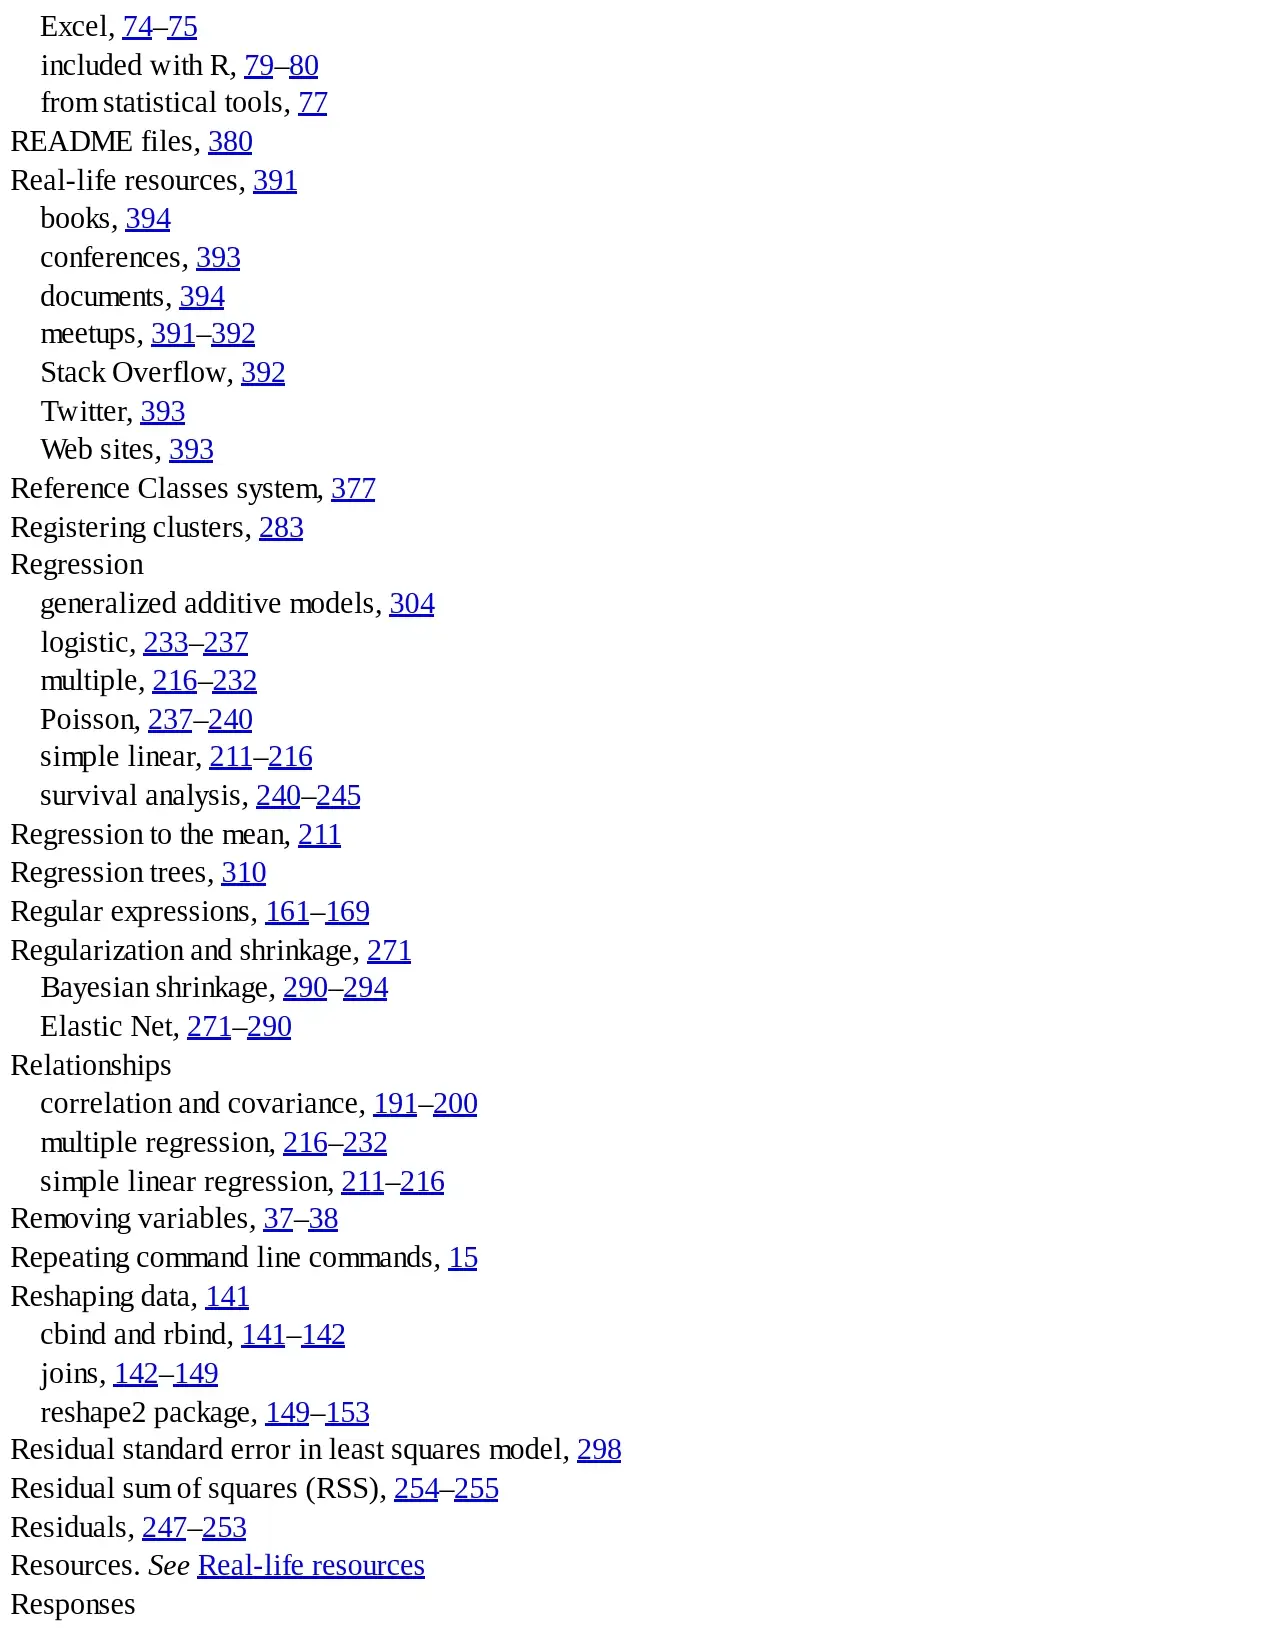 Excel, 74–75
included with R, 79–80
from statistical tools, 77
README files, 380
Real-life resources, 391
books, 394
conferences, 393
documents, 394
meetups, 391–392
Stack Overflow, 392
Twitter, 393
Web sites, 393
Reference Classes system, 377
Registering clusters, 283
Regression
generalized additive models, 304
logistic, 233–237
multiple, 216–232
Poisson, 237–240
simple linear, 211–216
survival analysis, 240–245
Regression to the mean, 211
Regression trees, 310
Regular expressions, 161–169
Regularization and shrinkage, 271
Bayesian shrinkage, 290–294
Elastic Net, 271–290
Relationships
correlation and covariance, 191–200
multiple regression, 216–232
simple linear regression, 211–216
Removing variables, 37–38
Repeating command line commands, 15
Reshaping data, 141
cbind and rbind, 141–142
joins, 142–149
reshape2 package, 149–153
Residual standard error in least squares model, 298
Residual sum of squares (RSS), 254–255
Residuals, 247–253
Resources. See Real-life resources
Responses